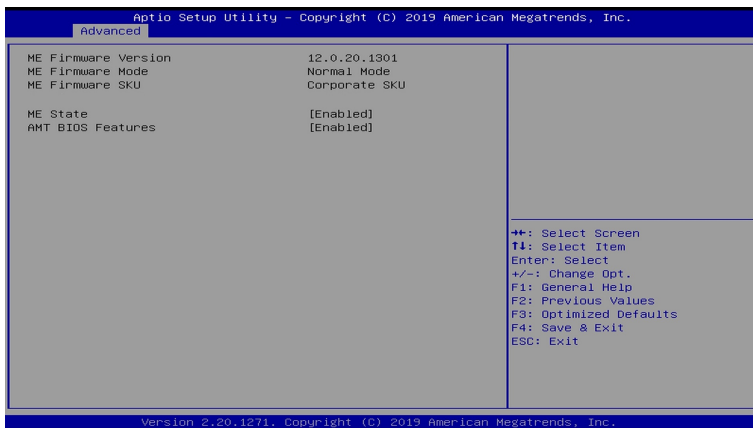 Aptio Setup Utility – Copyright (C) 2019 American Megatrends, Inc.
Advanced
ME Firmware Version 12.0.20.1301
ME Firmware Mode Normal Mode
ME Firmware SKU Corporate SKU
ME State [Enabled]
AMT BIOS Features [Enabled]
→←: Select Screen
↑↓: Select Item
Enter: Select
+/-: Change Opt.
F1: General Help
F2: Previous Values
F3: Optimized Defaults
F4: Save & Exit
ESC: Exit
Version 2.20.1271. Copyright (C) 2019 American Megatrends, Inc.